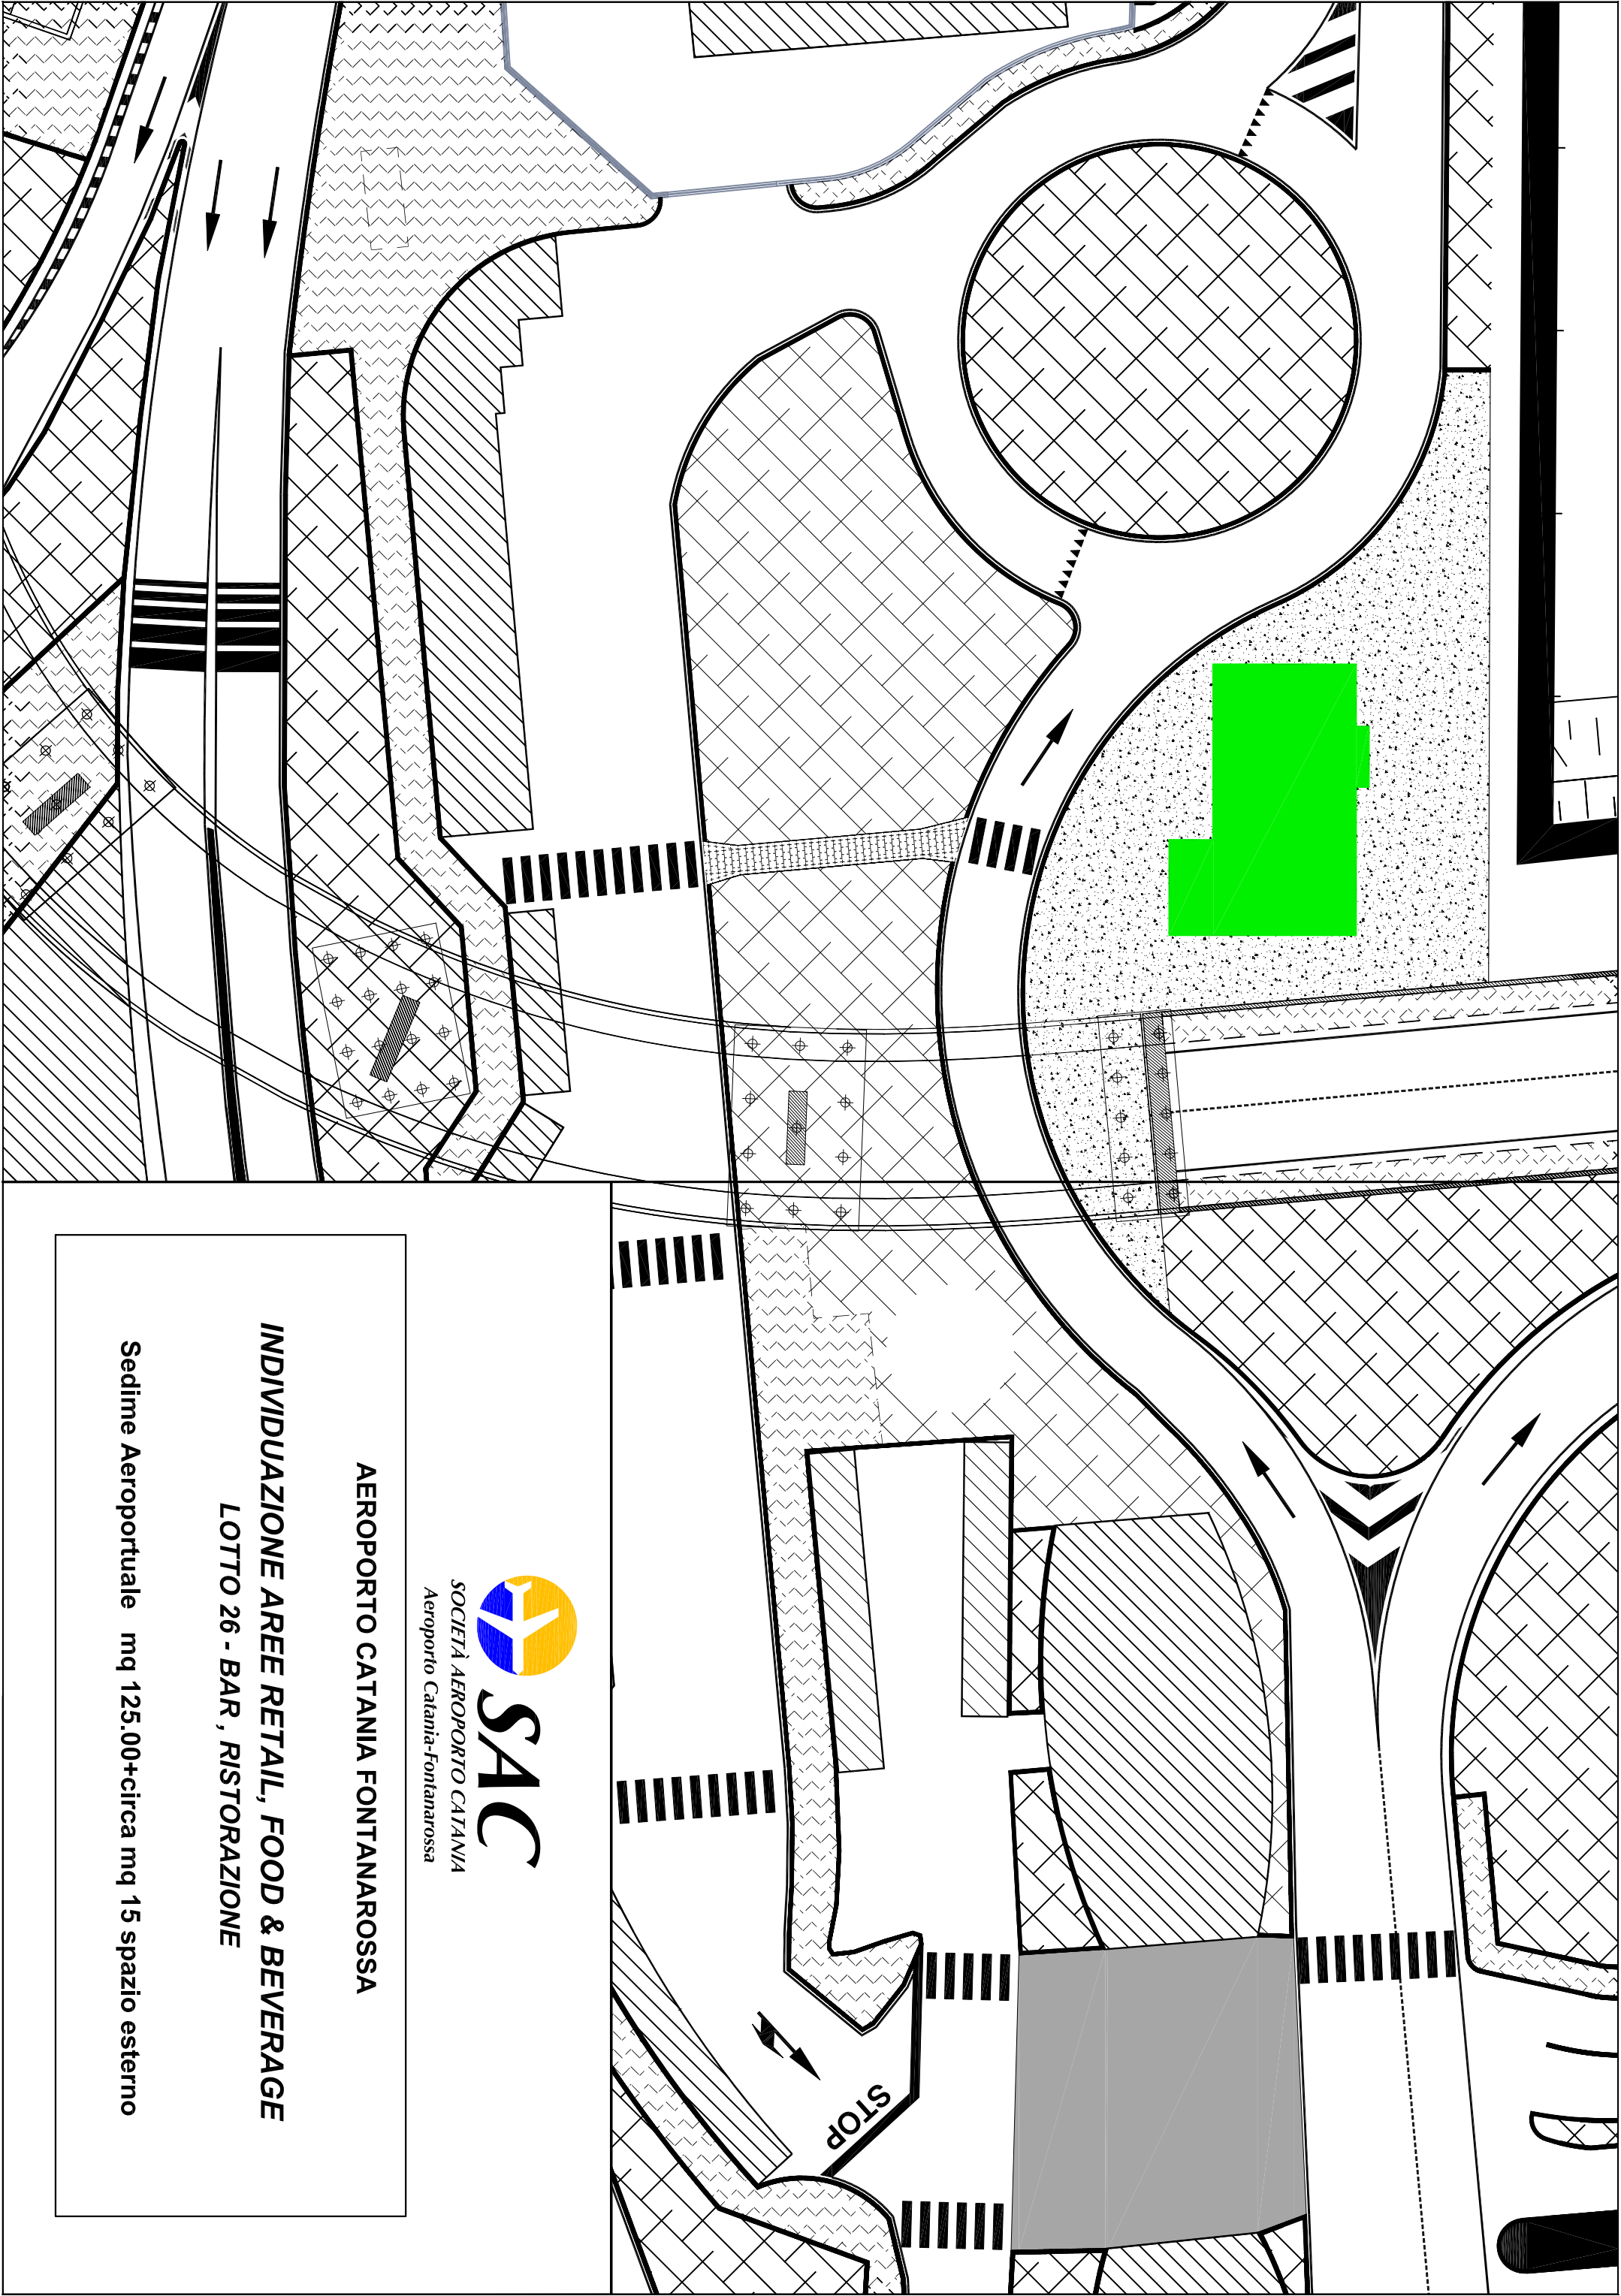 SAC
SOCIETÀ AEROPORTO CATANIA
Aeroporto Catania-Fontanarossa
AEROPORTO CATANIA FONTANAROSSA
INDIVIDUAZIONE AREE RETAIL, FOOD & BEVERAGE
LOTTO 26 - BAR , RISTORAZIONE
Sedime Aeroportuale mq 125.00+circa mq 15 spazio esterno
STOP